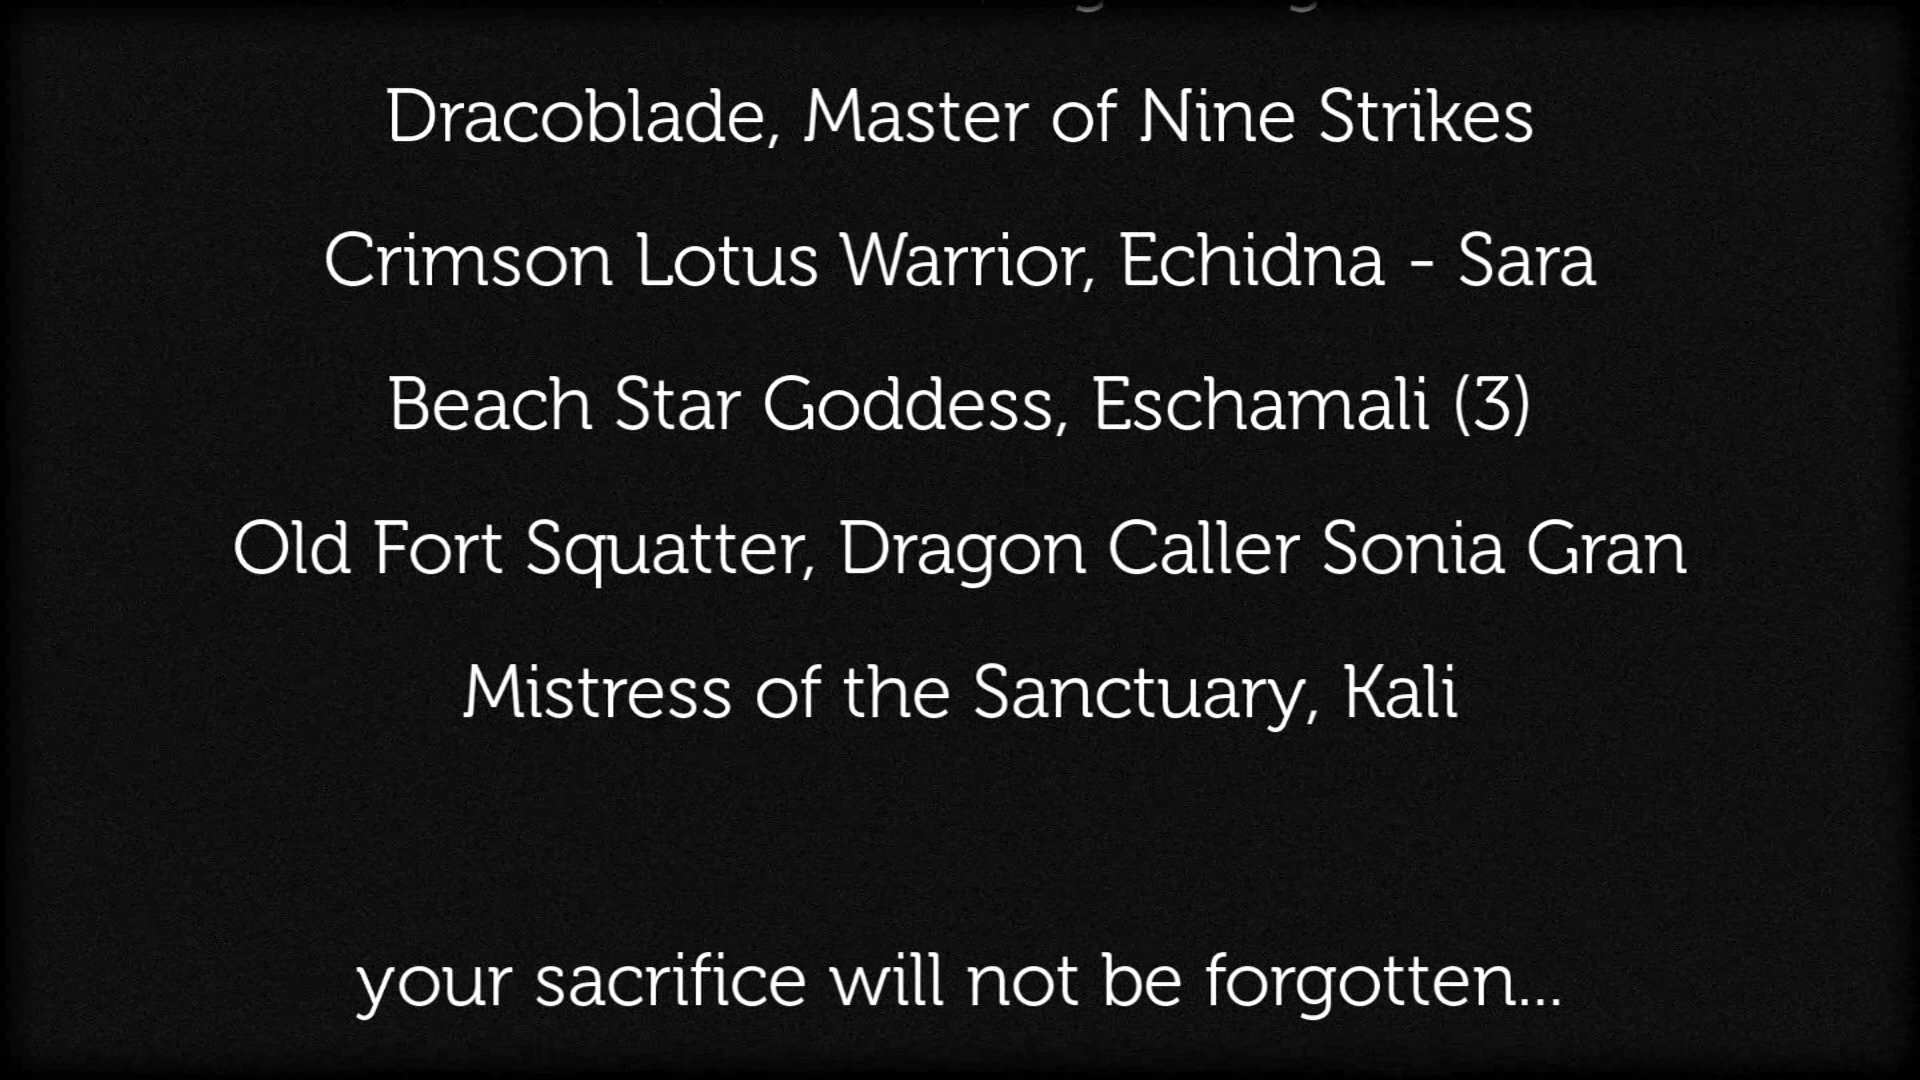 Dracoblade, Master of Nine Strikes
Crimson Lotus Warrior, Echidna - Sara
Beach Star Goddess, Eschamali (3)
Old Fort Squatter, Dragon Caller Sonia Gran
Mistress of the Sanctuary, Kali
your sacrifice will not be forgotten...